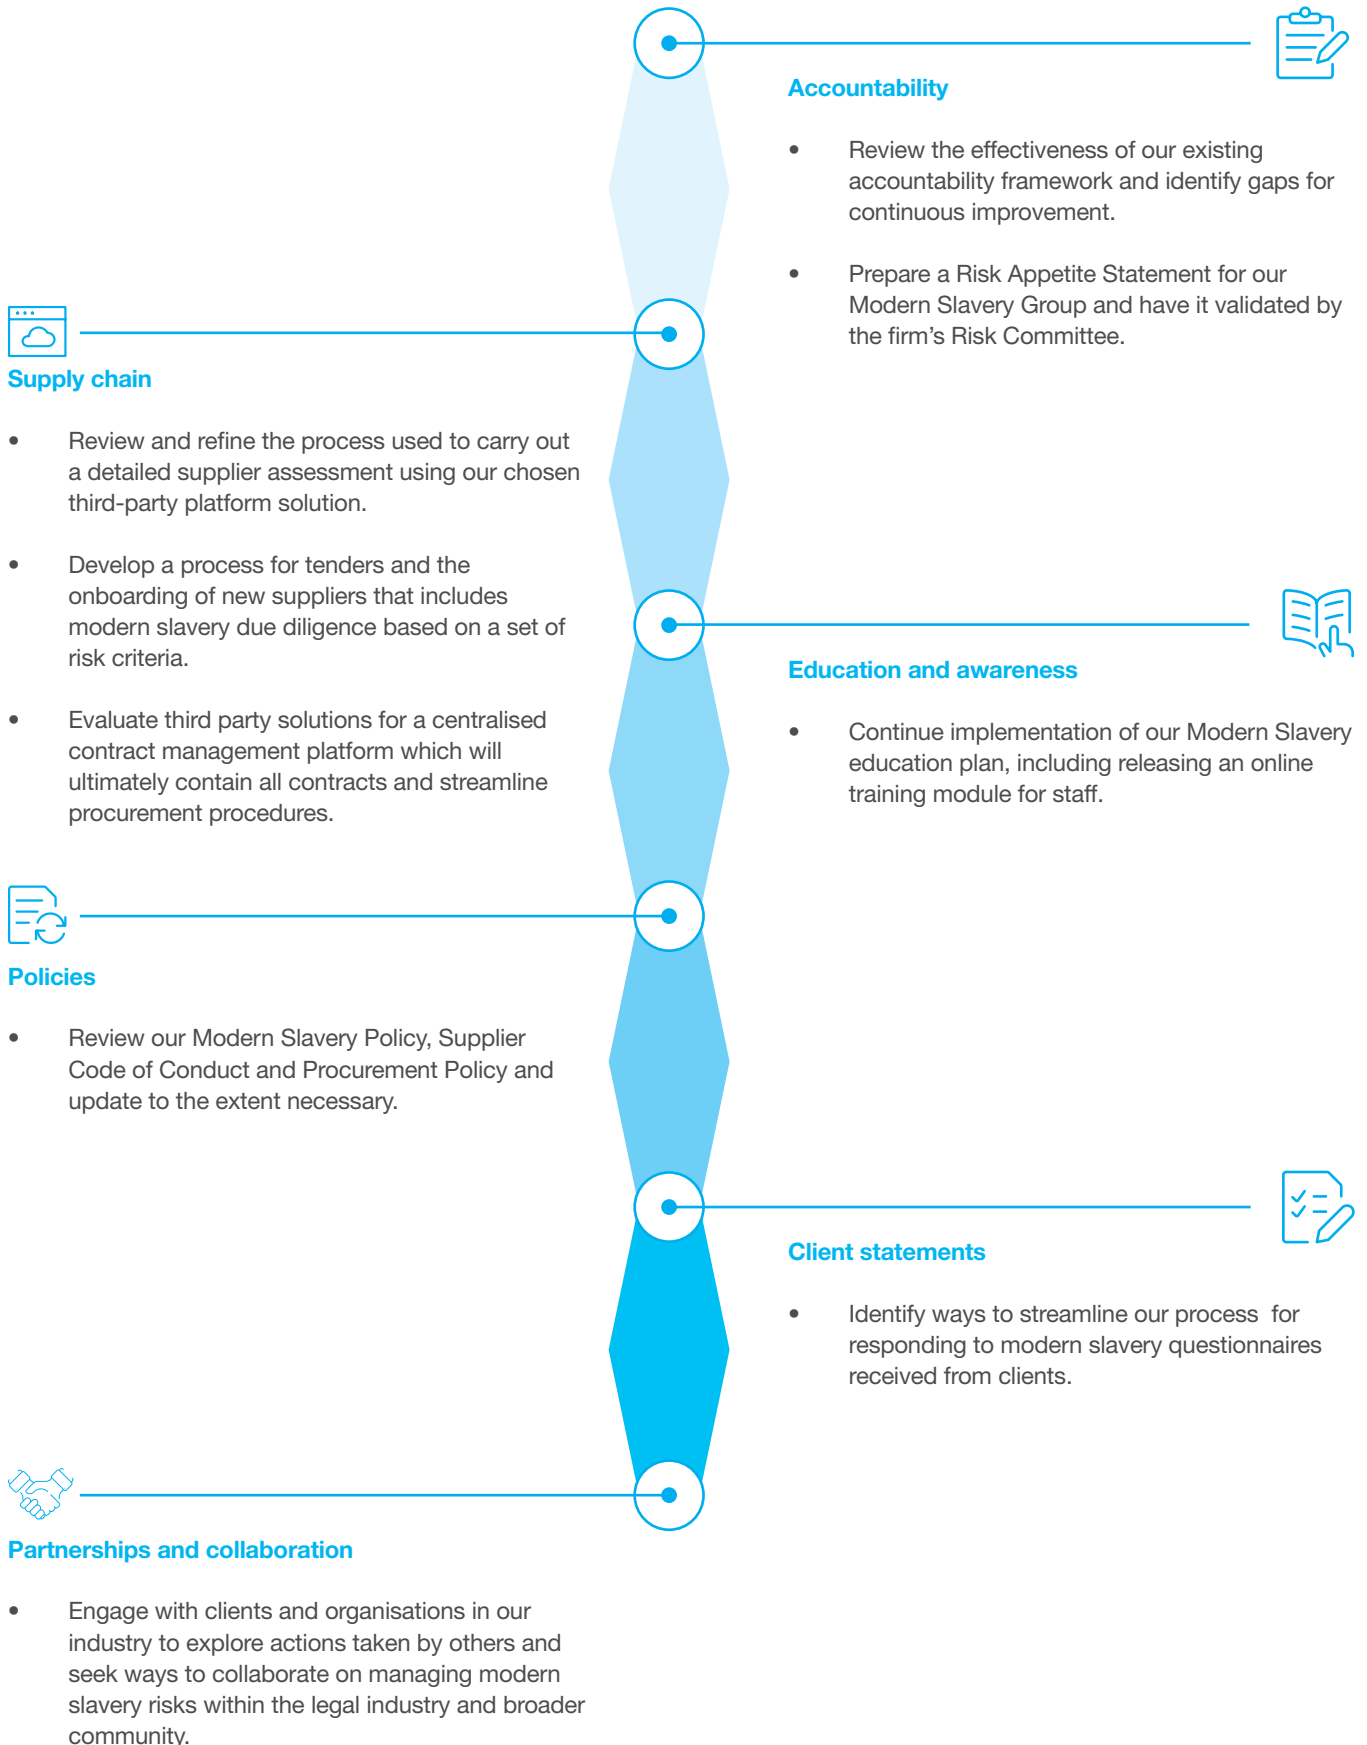 Accountability
• Review the effectiveness of our existing
accountability framework and identify gaps for
continuous improvement.
• Prepare a Risk Appetite Statement for our
Modern Slavery Group and have it validated by
the firm's Risk Committee.
Supply chain
• Review and refine the process used to carry out
a detailed supplier assessment using our chosen
third-party platform solution.
• Develop a process for tenders and the
onboarding of new suppliers that includes
modern slavery due diligence based on a set of
risk criteria.
• Evaluate third party solutions for a centralised
contract management platform which will
ultimately contain all contracts and streamline
procurement procedures.
Education and awareness
• Continue implementation of our Modern Slavery
education plan, including releasing an online
training module for staff.
Policies
• Review our Modern Slavery Policy, Supplier
Code of Conduct and Procurement Policy and
update to the extent necessary.
Client statements
• Identify ways to streamline our process  for
responding to modern slavery questionnaires
received from clients.
Partnerships and collaboration
• Engage with clients and organisations in our
industry to explore actions taken by others and
seek ways to collaborate on managing modern
slavery risks within the legal industry and broader
community.